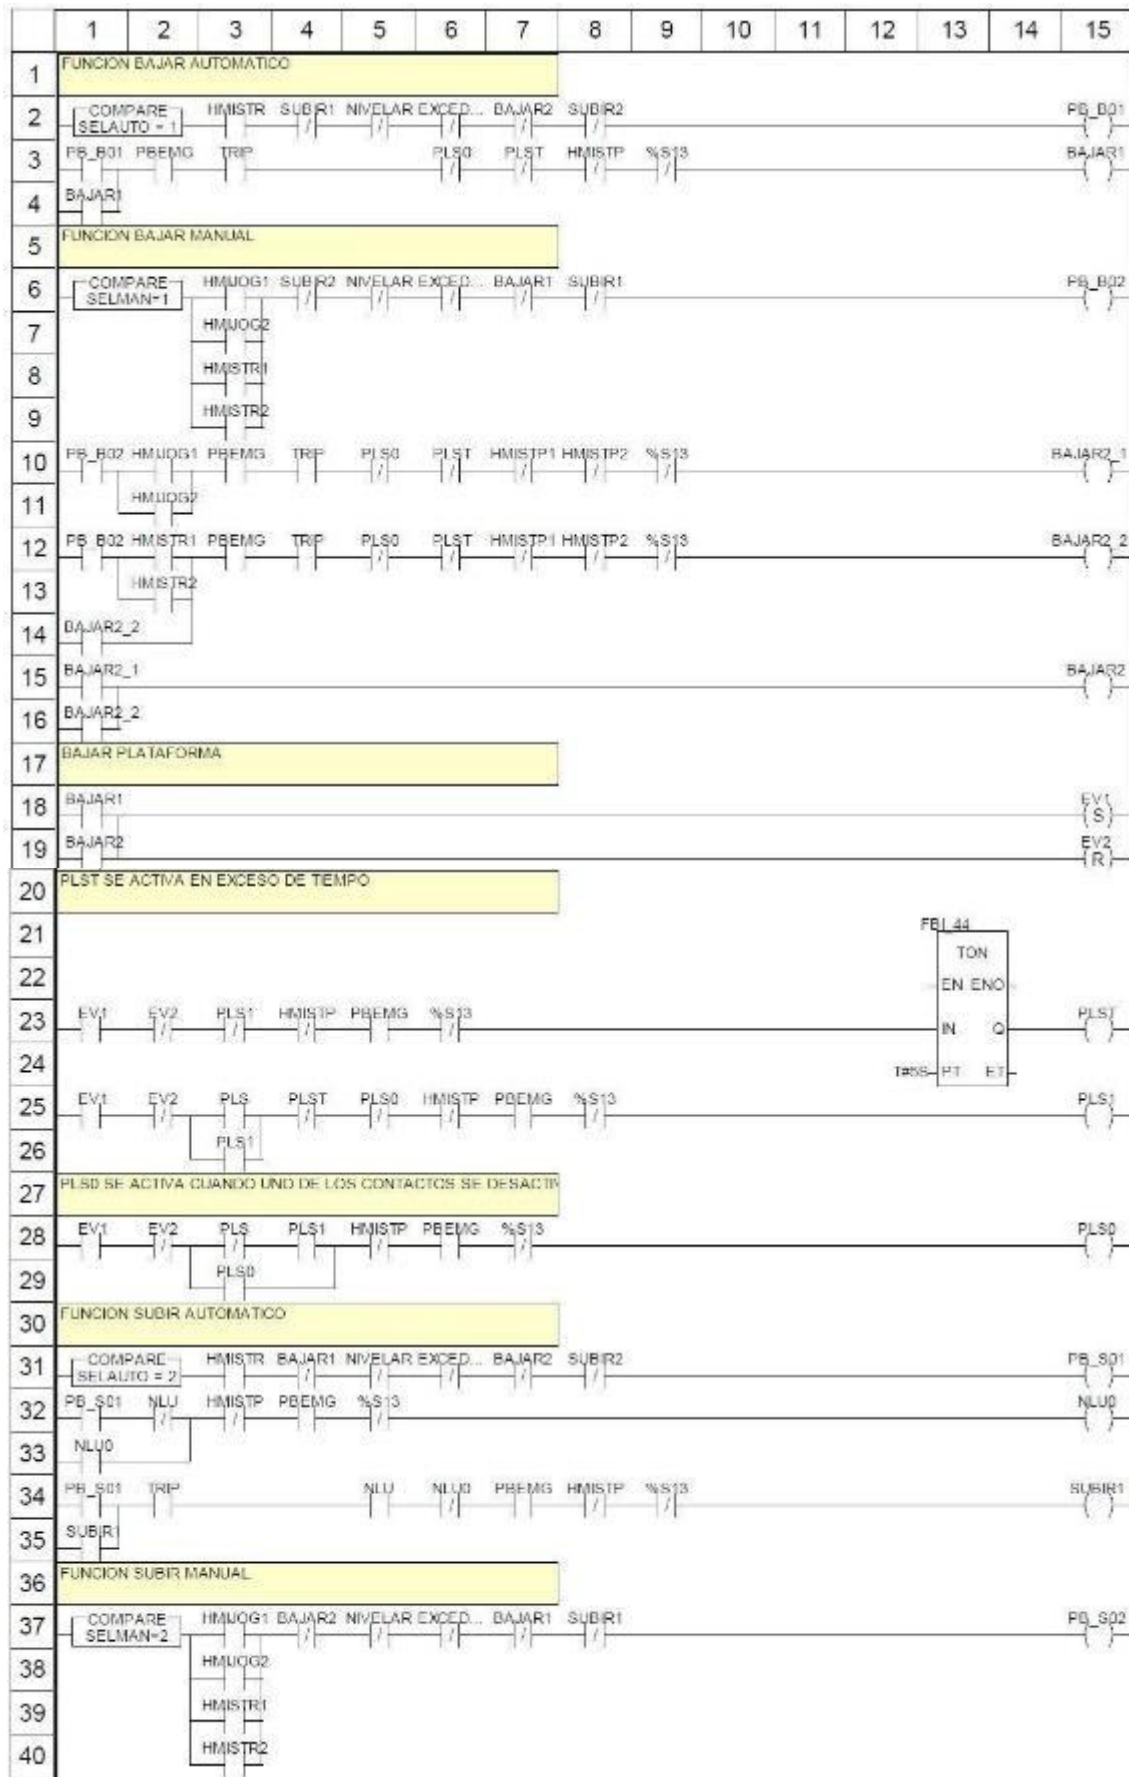 1 2 3 4 5 6 7 8 9 10 11 12 13 14 15
1 FUNCION BAJAR AUTOMATICO
COMPARE HMISTR SUBIR1 NIVELAR EXCED... BAJAR2 SUBIR2 PB_B01
2 SELAUTO = 1
3 PB_B01 PBEMG TRIP PLS0 PLST HMISTP %S13 BAJAR1
4 BAJAR1
5 FUNCION BAJAR MANUAL
COMPARE HMIJOG1 SUBIR2 NIVELAR EXCED... BAJAR1 SUBIR1 PB_B02
6 SELMAN=1
7 HMIJOG2
8 HMISTR1
9 HMISTR2
10 PB_B02 HMIJOG1 PBEMG TRIP PLS0 PLST HMISTP1 HMISTP2 %S13 BAJAR2_1
11 HMIJOG2
12 PB_B02 HMISTR1 PBEMG TRIP PLS0 PLST HMISTP1 HMISTP2 %S13 BAJAR2_2
13 HMISTR2
14 BAJAR2_2
15 BAJAR2_1 BAJAR2
16 BAJAR2_2
17 BAJAR PLATAFORMA
18 BAJAR1 EV1 S
19 BAJAR2 EV2 R
20 PLST SE ACTIVA EN EXCESO DE TIEMPO
21 FBI_44
TON
22 EN ENO
23 EV1 EV2 PLS1 HMISTP PBEMG %S13 IN Q PLST
24 PT ET
25 EV1 EV2 PLS PLST PLS0 HMISTP PBEMG %S13 PLS1
26 PLS1
27 PLS0 SE ACTIVA CUANDO UNO DE LOS CONTACTOS SE DESACTIV
28 EV1 EV2 PLS PLS1 HMISTP PBEMG %S13 PLS0
29 PLS0
30 FUNCION SUBIR AUTOMATICO
COMPARE HMISTR BAJAR1 NIVELAR EXCED... BAJAR2 SUBIR2 PB_S01
31 SELAUTO = 2
32 PB_S01 NLU HMISTP PBEMG %S13 NLU0
33 NLU0
34 PB_S01 TRIP NLU NLU0 PBEMG HMISTP %S13 SUBIR1
35 SUBIR1
36 FUNCION SUBIR MANUAL
COMPARE HMIJOG1 BAJAR2 NIVELAR EXCED... BAJAR1 SUBIR1 PB_S02
37 SELMAN=2
38 HMIJOG2
39 HMISTR1
40 HMISTR2